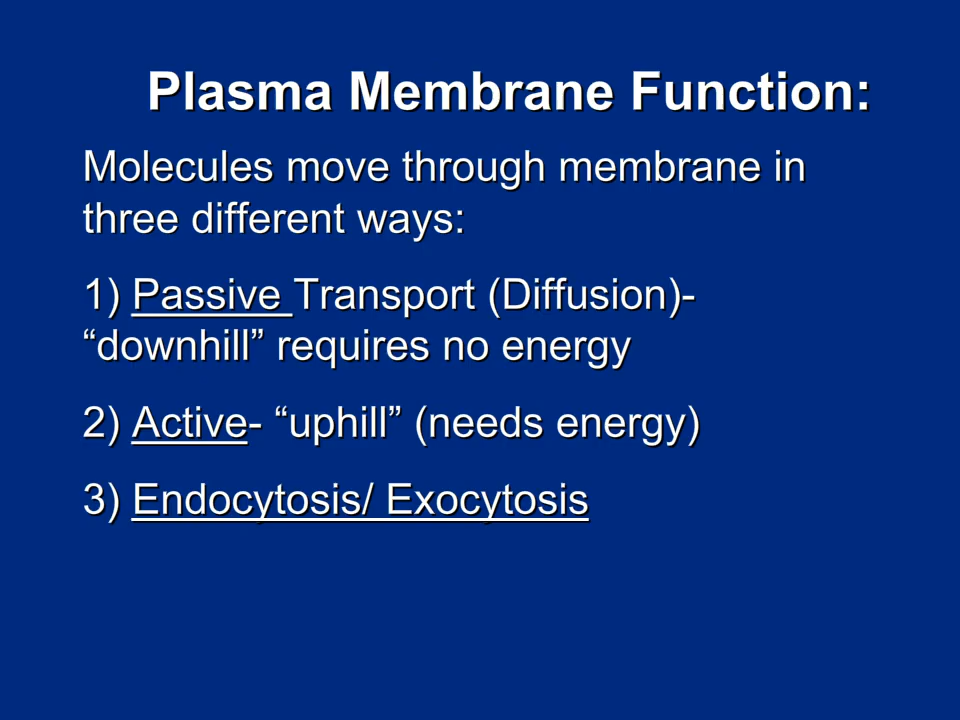 Plasma Membrane Function:
Molecules move through membrane in
three different ways:
1) Passive Transport (Diffusion)-
“downhill” requires no energy
2) Active- “uphill” (needs energy)
3) Endocytosis/ Exocytosis